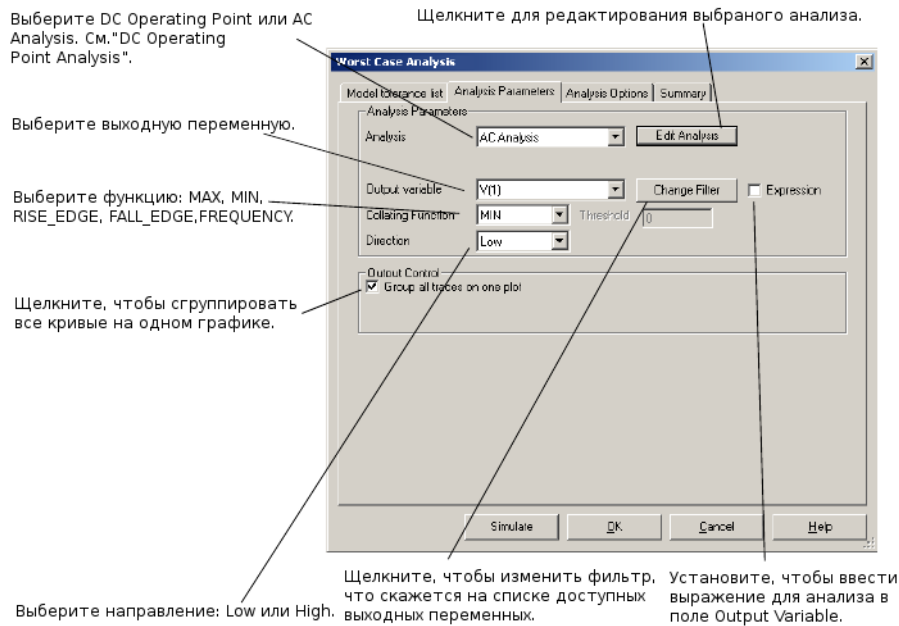 Выберите DC Operating Point или AC
Analysis. См."DC Operating
Point Analysis".
Щелкните для редактирования выбраного анализа.
Worst Case Analysis
Model tolerance list
Analysis Parameters
Analysis Options
Summary
Analysis Parameters
Analysis
AC Analysis
Edit Analysis
Выберите выходную переменную.
Output variable
V(1)
Change Filter
Expression
Выберите функцию: MAX, MIN,
RISE_EDGE, FALL_EDGE,FREQUENCY.
Collating Function
MIN
Threshold
0
Direction
Low
Output Control
Group all traces on one plot
Щелкните, чтобы сгруппировать
все кривые на одном графике.
Simulate
OK
Cancel
Help
Выберите направление: Low или High.
Щелкните, чтобы изменить фильтр,
что скажется на списке доступных
выходных переменных.
Установите, чтобы ввести
выражение для анализа в
поле Output Variable.